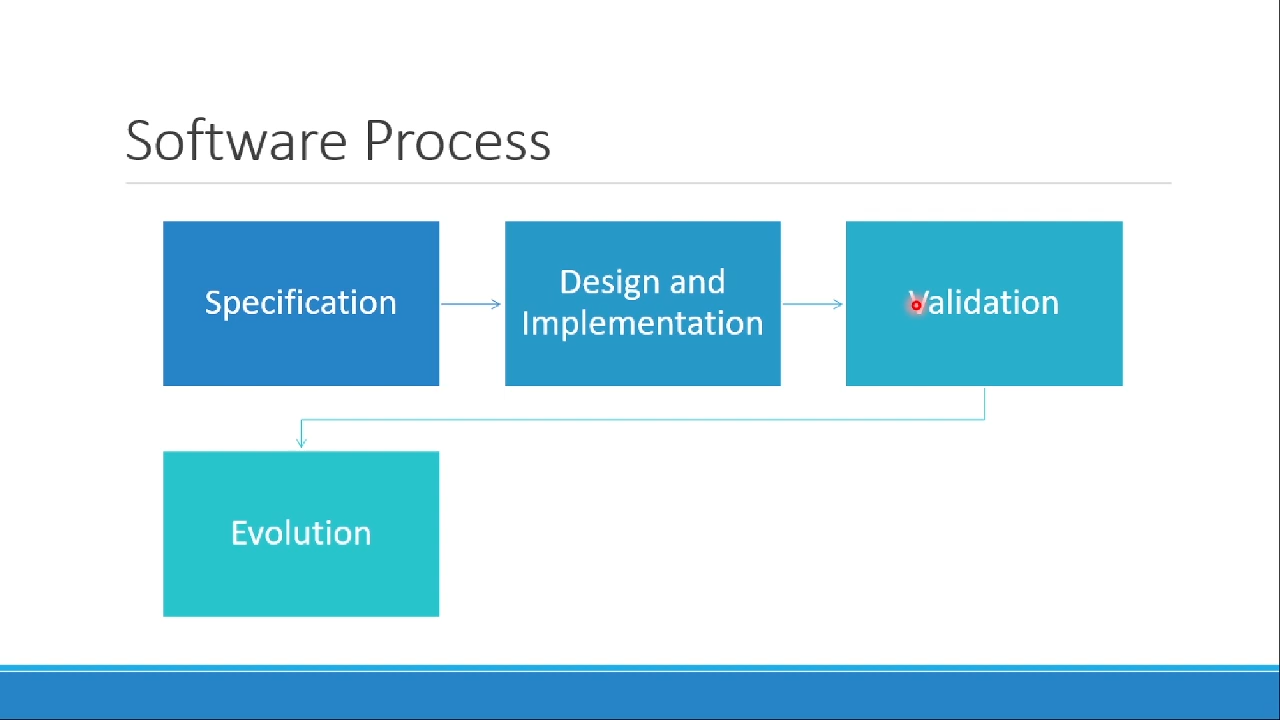 Software Process
Specification
Design and
Implementation
Validation
Evolution